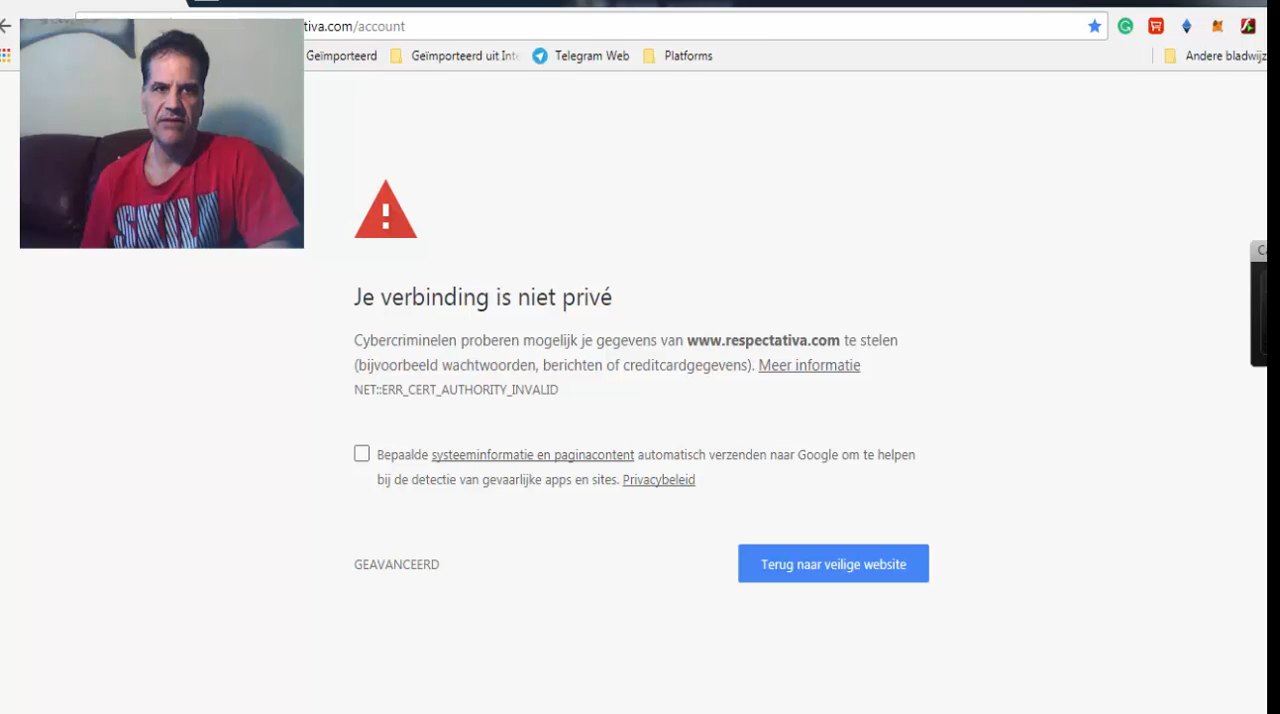 tiva.com/account
Geïmporteerd
Geïmporteerd uit Int
Telegram Web
Platforms
Andere bladwijz
SKULL
Je verbinding is niet privé
Cybercriminelen proberen mogelijk je gegevens van www.respectativa.com te stelen
(bijvoorbeeld wachtwoorden, berichten of creditcardgegevens). Meer informatie
NET::ERR_CERT_AUTHORITY_INVALID
Bepaalde systeeminformatie en paginacontent automatisch verzenden naar Google om te helpen
bij de detectie van gevaarlijke apps en sites. Privacybeleid
GEAVANCEERD
Terug naar veilige website